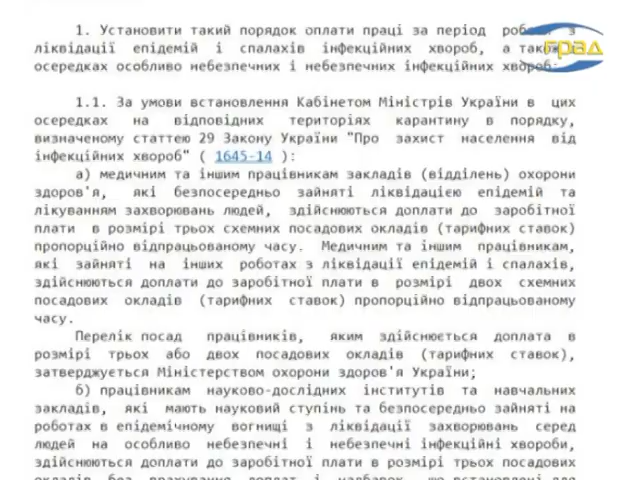 1. Установити такий порядок оплати праці за період з
ліквідації епідемій і спалахів інфекційних хвороб, а також
осередках особливо небезпечних і небезпечних інфекційних хвороб:
град
1.1. За умови встановлення Кабінетом Міністрів України в цих
осередках на відповідних територіях карантину в порядку,
визначеному статтею 29 Закону України "Про захист населення від
інфекційних хвороб" ( 1645-14 ):
а) медичним та іншим працівникам закладів (відділень) охорони
здоров'я, які безпосередньо зайняті ліквідацією епідемій та
лікуванням захворювань людей, здійснюються доплати до заробітної
плати в розмірі трьох схемних посадових окладів (тарифних ставок)
пропорційно відпрацьованому часу. Медичним та іншим працівникам,
які зайняті на інших роботах з ліквідації епідемій і спалахів,
здійснюються доплати до заробітної плати в розмірі двох схемних
посадових окладів (тарифних ставок) пропорційно відпрацьованому
часу.
Перелік посад працівників, яким здійснюється доплата в
розмірі трьох або двох посадових окладів (тарифних ставок),
затверджується Міністерством охорони здоров'я України;
б) працівникам науково-дослідних інститутів та навчальних
закладів, які мають науковий ступінь та безпосередньо зайняті на
роботах в епідемічному вогнищі з ліквідації захворювань серед
людей на особливо небезпечні і небезпечні інфекційні хвороби,
здійснюються доплати до заробітної плати в розмірі трьох посадових